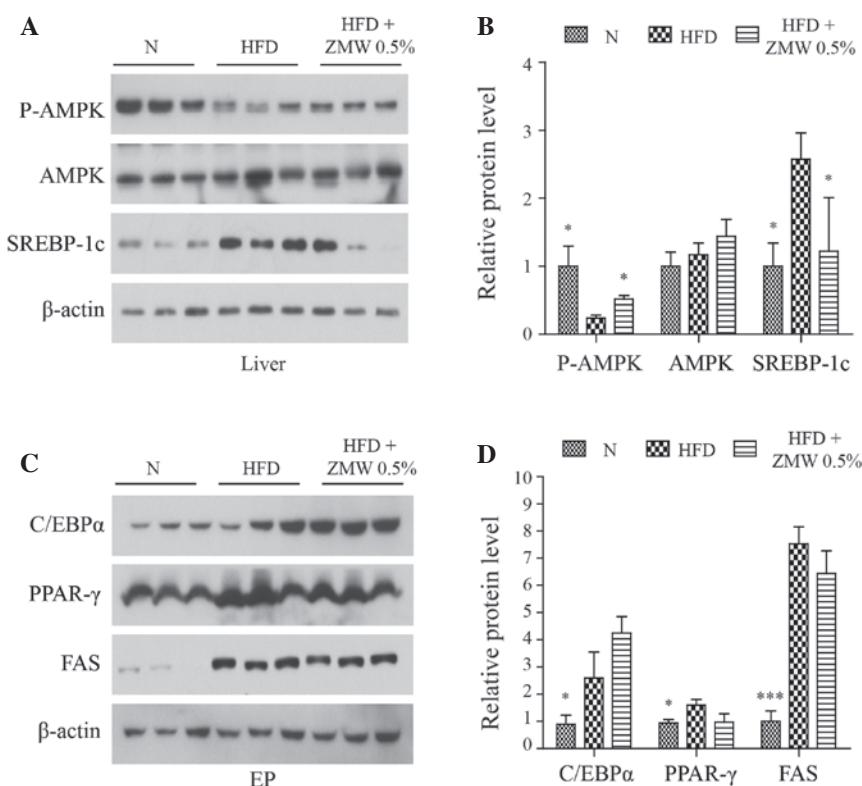 A
N
HFD
HFD +
ZMW 0.5%
P-AMPK
AMPK
SREBP-1c
β-actin
Liver
B
N
HFD
HFD +
ZMW 0.5%
Relative protein level
4
3
2
1
0
*
*
*
*
P-AMPK
AMPK
SREBP-1c
C
N
HFD
HFD +
ZMW 0.5%
C/EBPα
PPAR-γ
FAS
β-actin
EP
D
N
HFD
HFD +
ZMW 0.5%
Relative protein level
10
9
8
7
6
5
4
3
2
1
0
*
*
***
C/EBPα
PPAR-γ
FAS